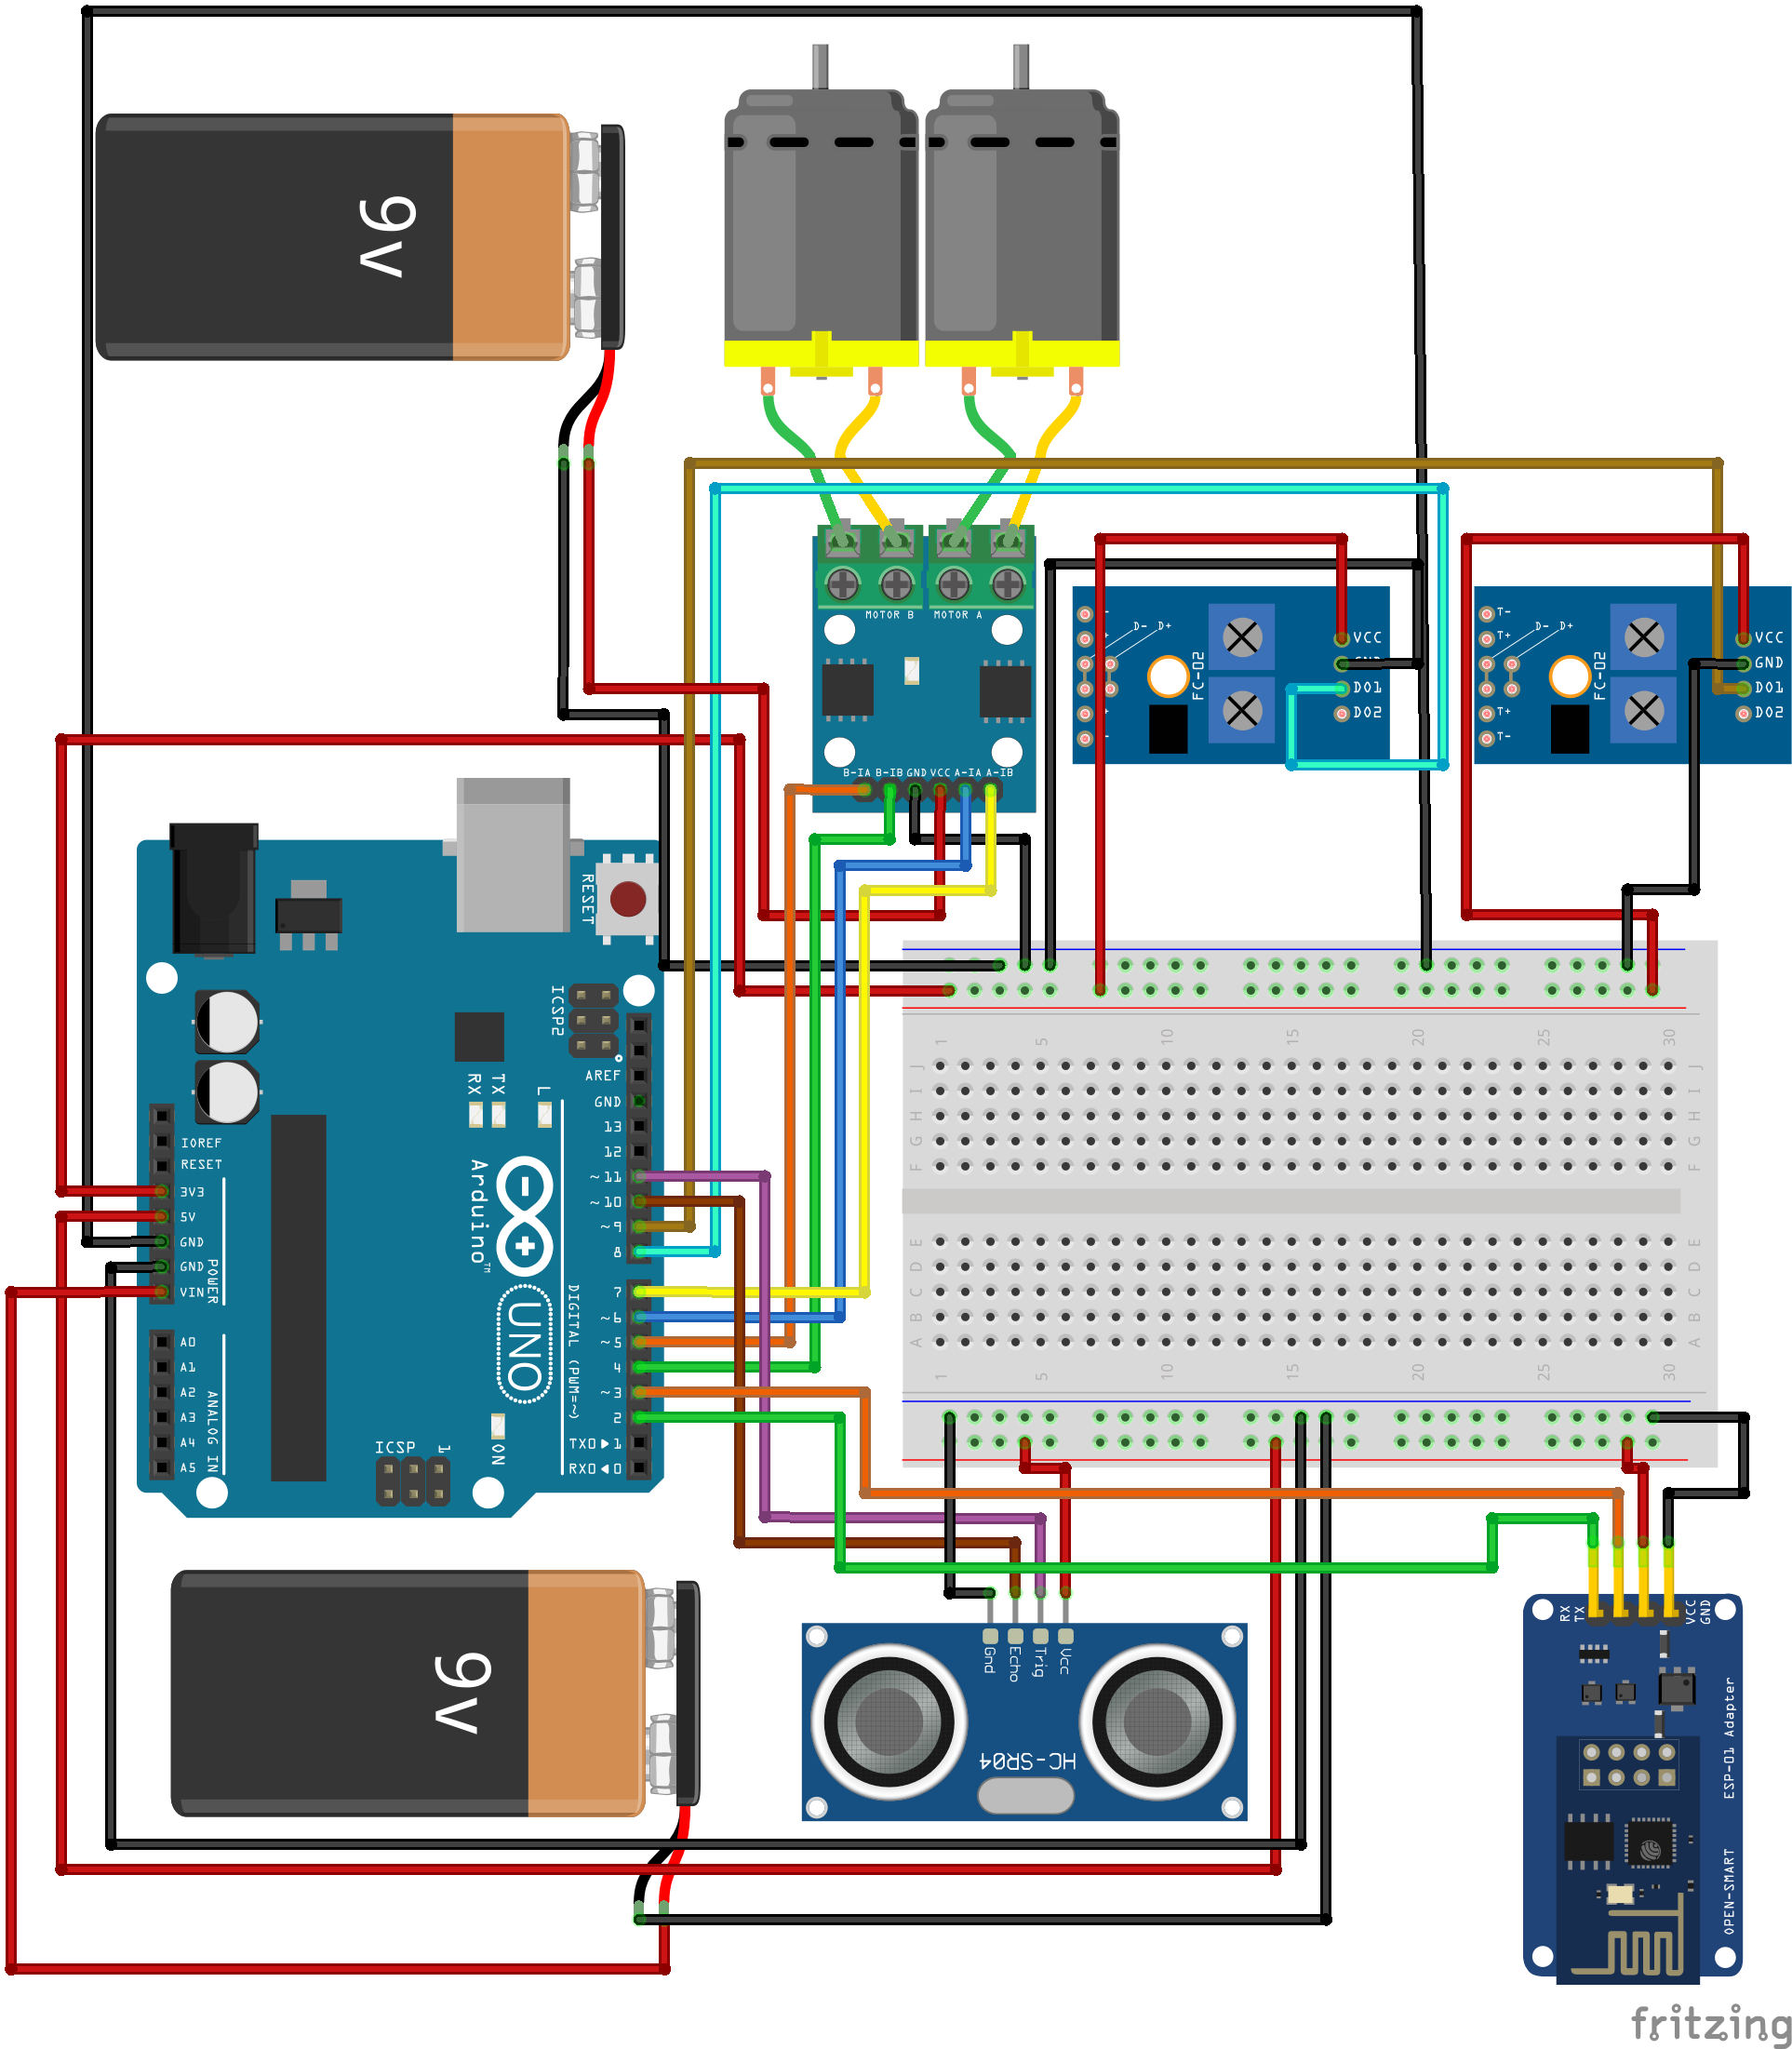 9v
MOTOR B
MOTOR A
B-IA
B-IB
GND
VCC
A-IA
A-IB
D-
D+
FC-02
VCC
DO1
DO2
T-
T+
D-
D+
T+
T-
FC-02
VCC
GND
DO1
DO2
RESET
ICSP2
AREF
GND
13
12
~11
~10
~9
8
7
~6
~5
4
~3
2
TX0▶1
RX0◀0
RX
TX
L
IOREF
RESET
3V3
5V
GND
GND
VIN
POWER
A0
A1
A2
A3
A4
A5
ANALOG IN
Arduino™
UNO
DIGITAL (PWM=~)
ON
ICSP
1
1
5
10
15
20
25
30
J
I
H
G
F
J
I
H
G
F
E
D
C
B
A
E
D
C
B
A
1
5
10
15
20
25
30
9v
Gnd
Echo
Trig
Vcc
HC-SR04
RX
TX
VCC
GND
ESP-01 Adapter
OPEN-SMART
fritzing